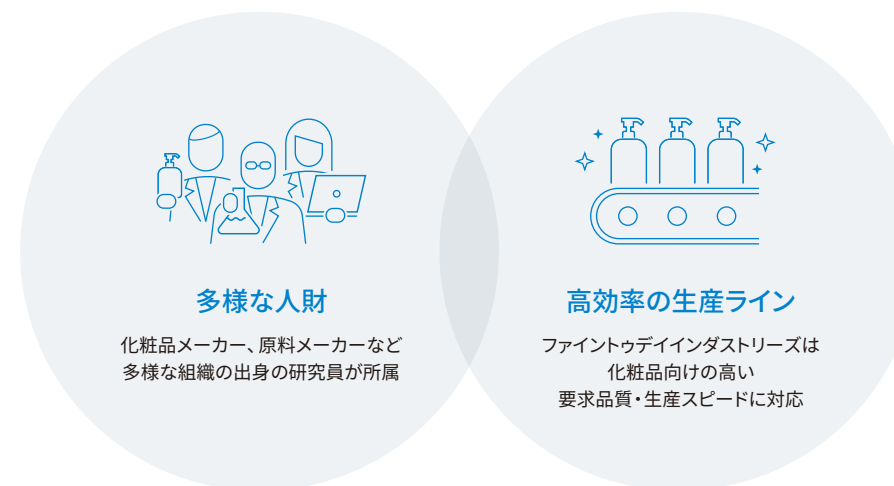 多様な人財
化粧品メーカー、原料メーカーなど
多様な組織の出身の研究員が所属
高効率の生産ライン
ファイントゥデイインダストリーズは
化粧品向けの高い
要求品質・生産スピードに対応